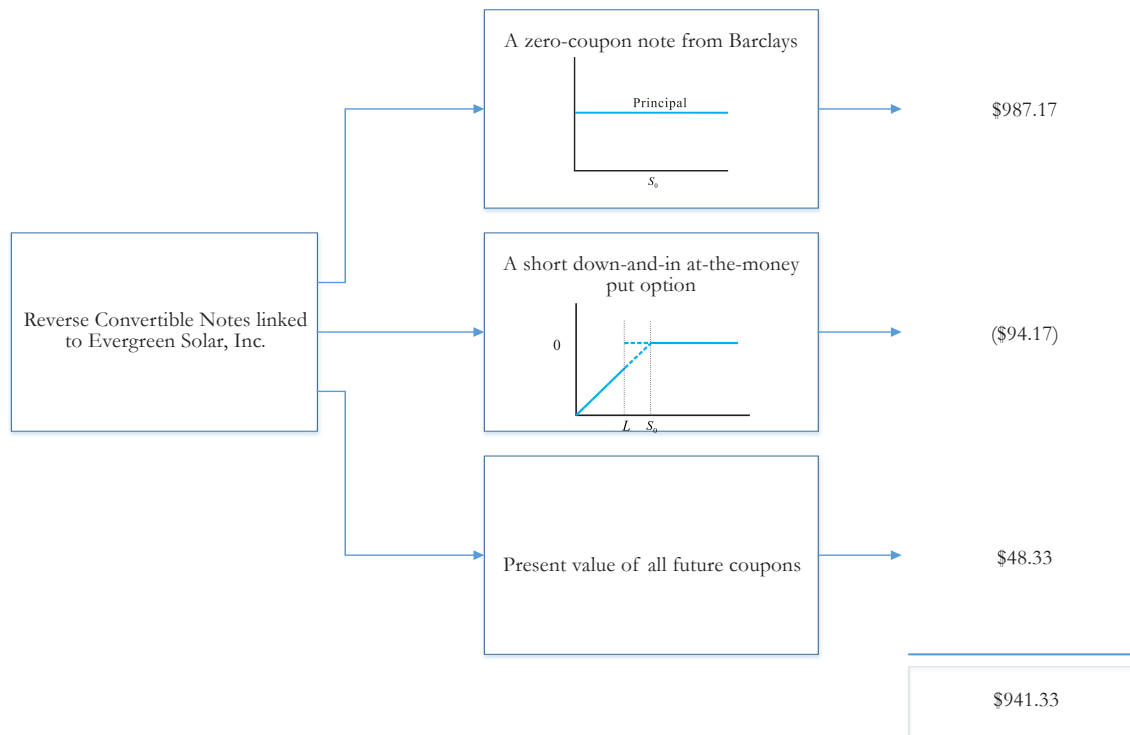 A zero-coupon note from Barclays
Principal
S₀
$987.17
Reverse Convertible Notes linked
to Evergreen Solar, Inc.
A short down-and-in at-the-money
put option
0
L
S₀
($94.17)
Present value of all future coupons
$48.33
$941.33